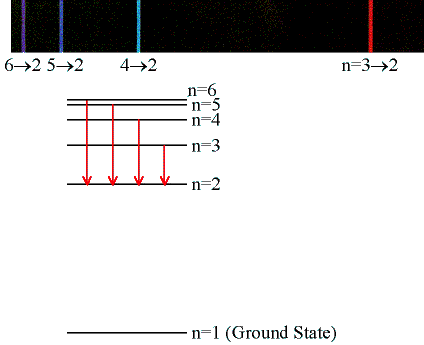 6→2 5→2 4→2 n=3→2
n=6
n=5
n=4
n=3
n=2
n=1 (Ground State)